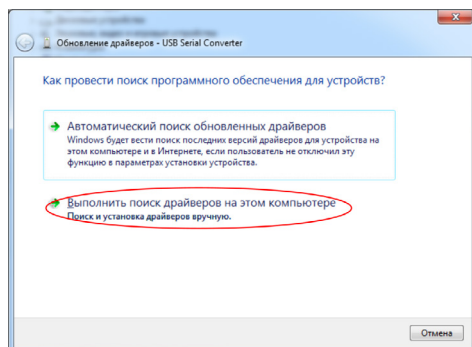 Обновление драйверов - USB Serial Converter
Как провести поиск программного обеспечения для устройств?
Автоматический поиск обновленных драйверов
Windows будет вести поиск последних версий драйверов для устройства на
этом компьютере и в Интернете, если пользователь не отключил эту
функцию в параметрах установки устройства.
Выполнить поиск драйверов на этом компьютере
Поиск и установка драйверов вручную.
Отмена